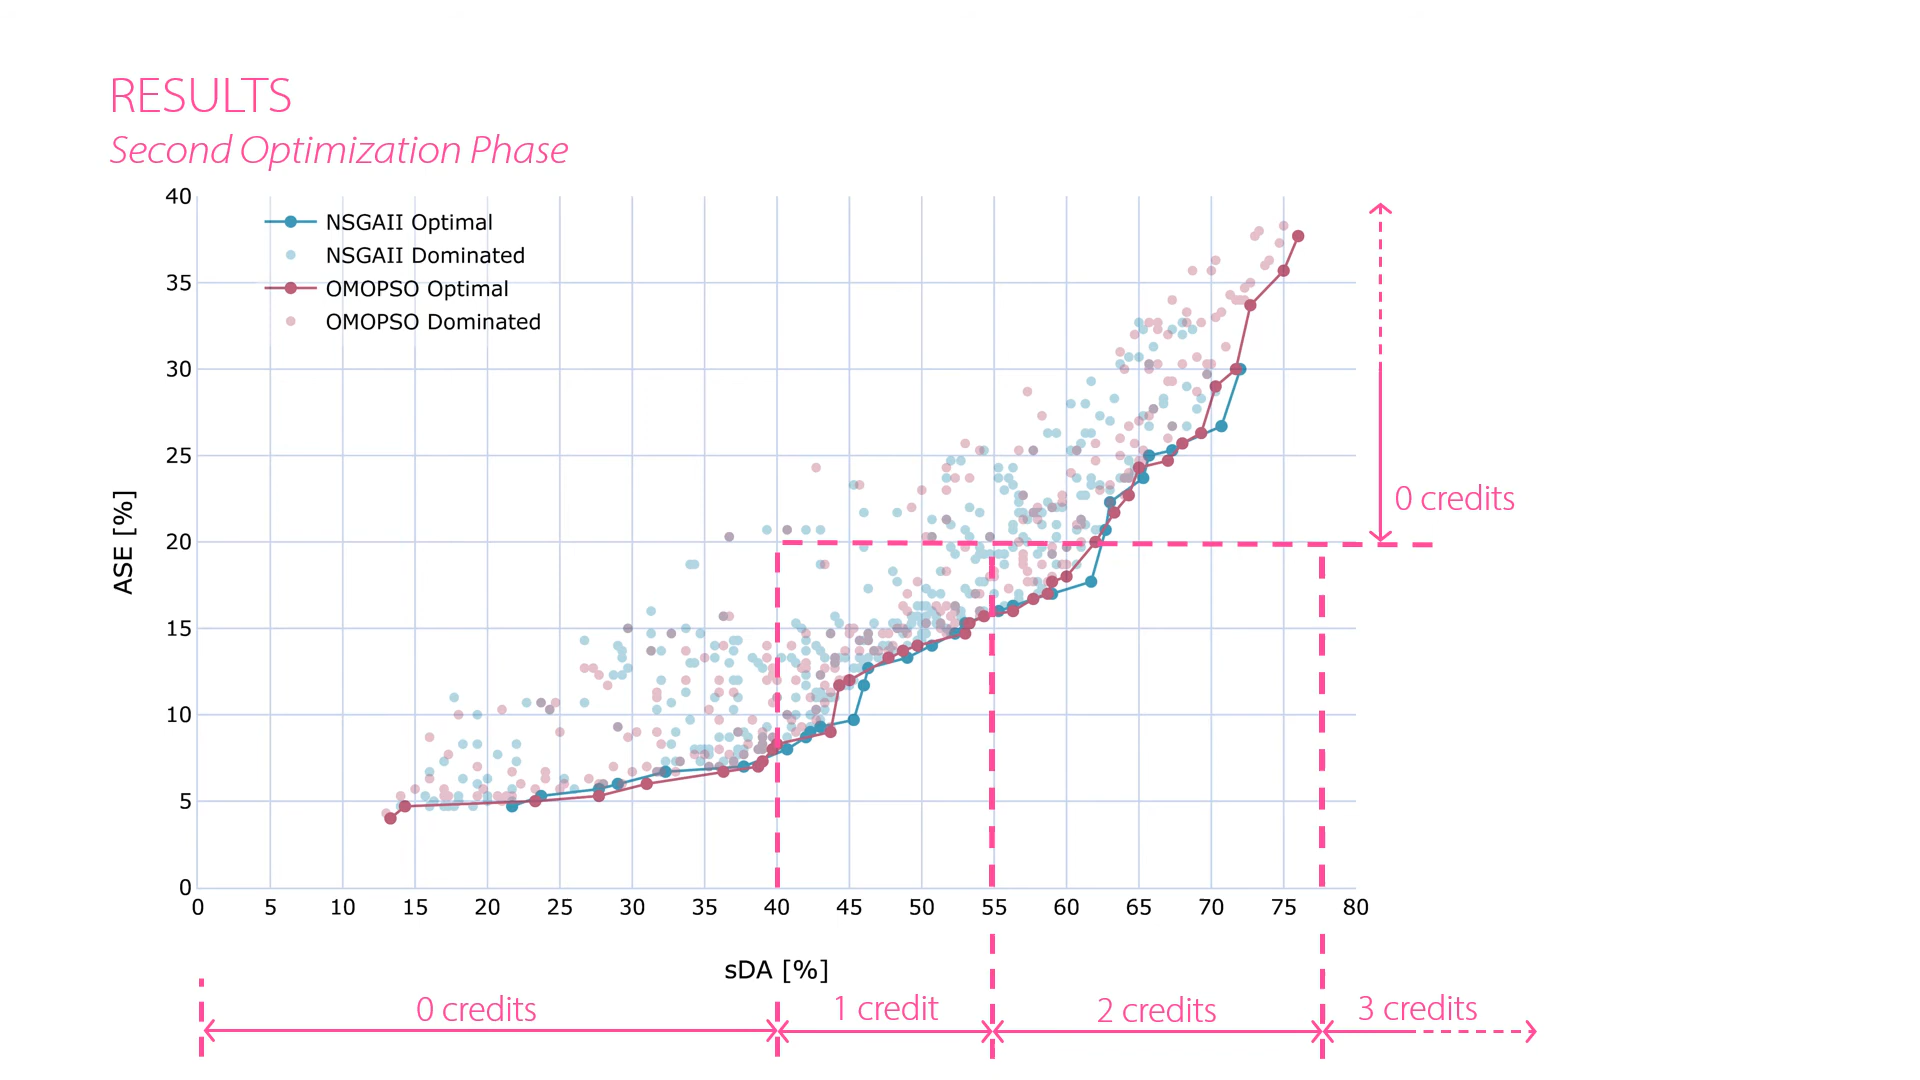 RESULTS
Second Optimization Phase
NSGAII Optimal
NSGAII Dominated
OMOPSO Optimal
OMOPSO Dominated
ASE [%]
40
35
30
25
20
15
10
5
0
0 5 10 15 20 25 30 35 40 45 50 55 60 65 70 75 80
sDA [%]
0 credits
0 credits 1 credit 2 credits 3 credits